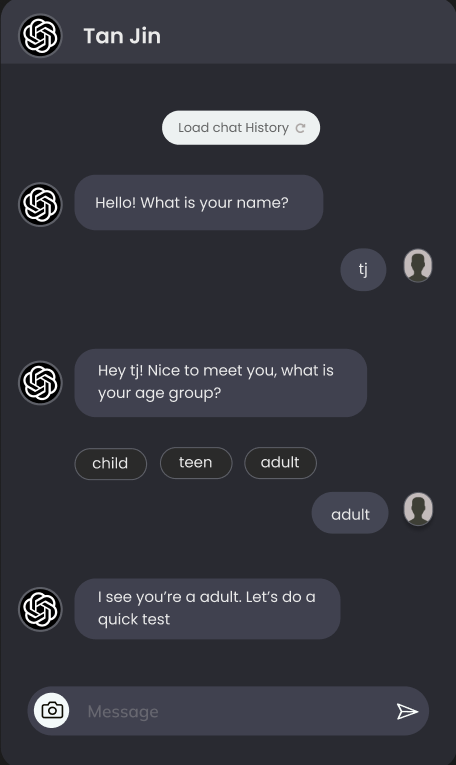 Tan Jin
Load chat History
Hello! What is your name?
tj
Hey tj! Nice to meet you, what is
your age group?
child teen adult
adult
I see you’re a adult. Let’s do a
quick test
Message